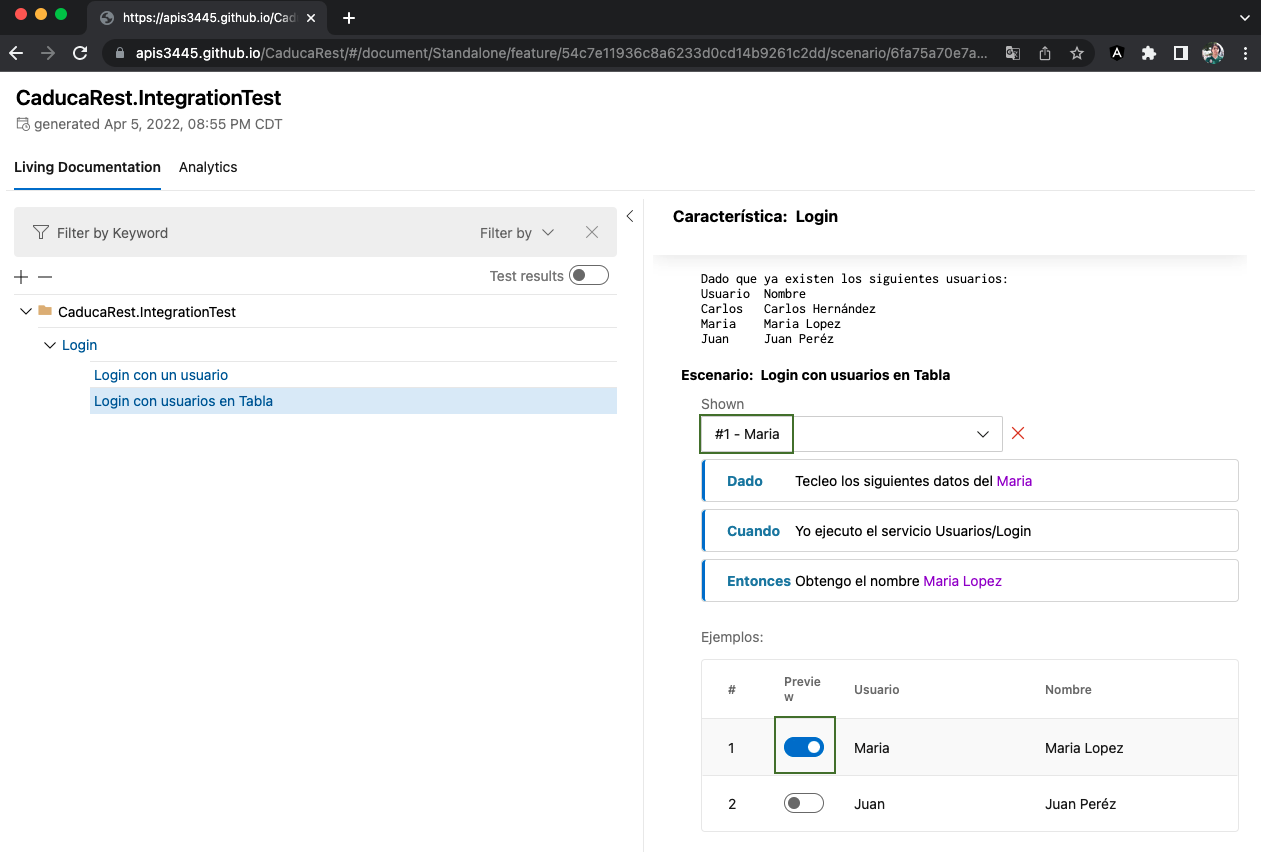 https://apis3445.github.io/Cad
apis3445.github.io/CaducaRest/#/document/Standalone/feature/54c7e11936c8a6233d0cd14b9261c2dd/scenario/6fa75a70e7a...
CaducaRest.IntegrationTest
generated Apr 5, 2022, 08:55 PM CDT
Living Documentation Analytics
Filter by Keyword Filter by
Test results
CaducaRest.IntegrationTest
Login
Login con un usuario
Login con usuarios en Tabla
Característica: Login
Dado que ya existen los siguientes usuarios:
Usuario Nombre
Carlos Carlos Hernández
Maria Maria Lopez
Juan Juan Peréz
Escenario: Login con usuarios en Tabla
Shown
#1 - Maria
Dado Tecleo los siguientes datos del Maria
Cuando Yo ejecuto el servicio Usuarios/Login
Entonces Obtengo el nombre Maria Lopez
Ejemplos:
# Previe
w Usuario Nombre
1 Maria Maria Lopez
2 Juan Juan Peréz